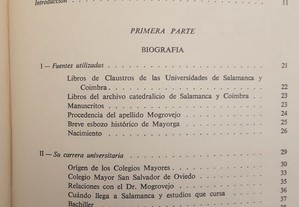 Introducción 11
PRIMERA PARTE
BIOGRAFIA
I — Fuentes utilizadas 21
Libros de Claustros de las Universidades de Salamanca y
Coimbra 22
Libros del archivo catedralicio de Salamanca y Coimbra 23
Manuscritos 23
Procedencia del apellido Mogrovejo 24
Breve esbozo histórico de Mayorga 25
Nacimiento 26
II — Su carrera universitaria 29
Origen de los Colegios Mayores 30
Colegio Mayor San Salvador de Oviedo 30
Relaciones con el Dr. Mogrovejo 32
Cuándo llega a Salamanca y estudios que cursa
Bachiller